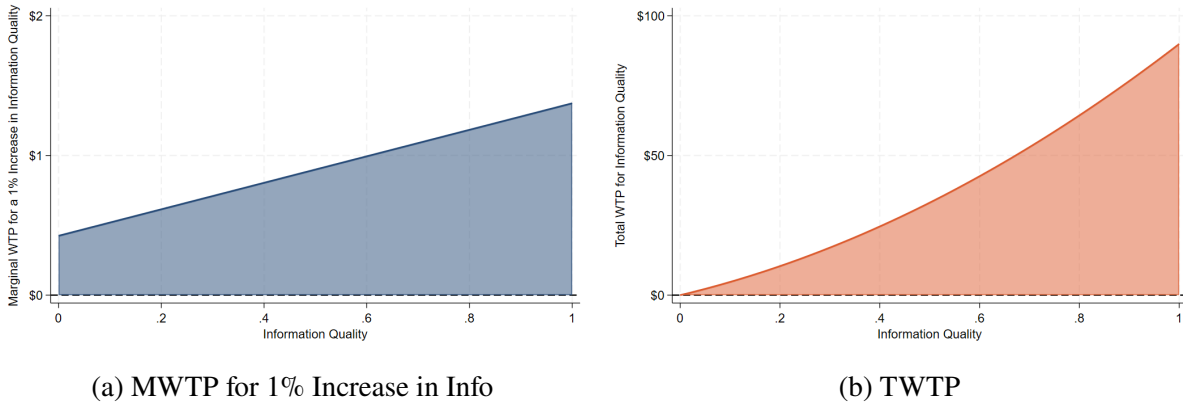 Marginal WTP for a 1% Increase in Information Quality
$2
$1
$0
0 .2 .4 .6 .8 1
Information Quality
(a) MWTP for 1% Increase in Info
Total WTP for Information Quality
$100
$50
$0
0 .2 .4 .6 .8 1
Information Quality
(b) TWTP